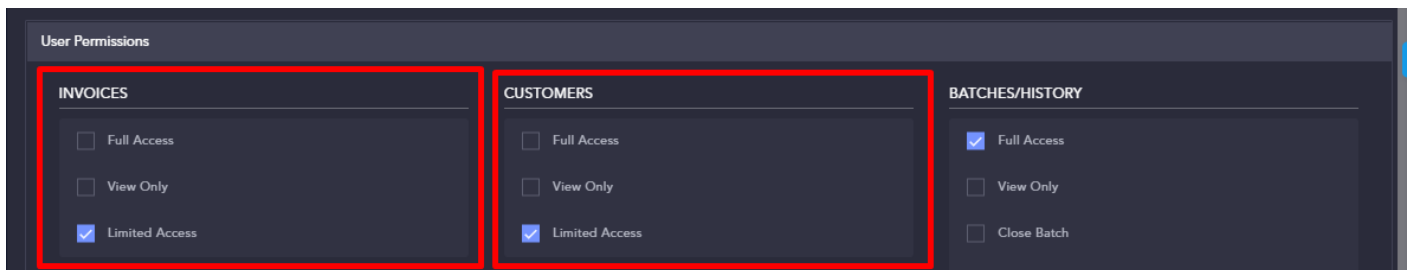 User Permissions
INVOICES
Full Access
View Only
Limited Access
CUSTOMERS
Full Access
View Only
Limited Access
BATCHES/HISTORY
Full Access
View Only
Close Batch